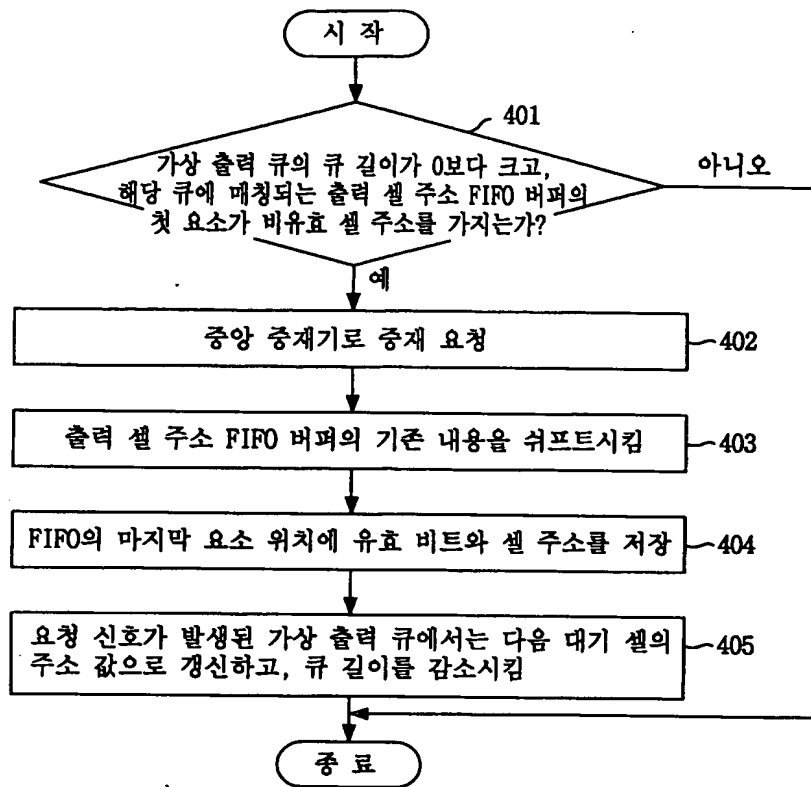 시 작
401
가상 출력 큐의 큐 길이가 0보다 크고,
해당 큐에 매칭되는 출력 셀 주소 FIFO 버퍼의
첫 요소가 비유효 셀 주소를 가지는가?
아니오
예
중앙 중재기로 중재 요청
402
출력 셀 주소 FIFO 버퍼의 기존 내용을 쉬프트시킴
403
FIFO의 마지막 요소 위치에 유효 비트와 셀 주소를 저장
404
요청 신호가 발생된 가상 출력 큐에서는 다음 대기 셀의
주소 값으로 갱신하고, 큐 길이를 감소시킴
405
종 료